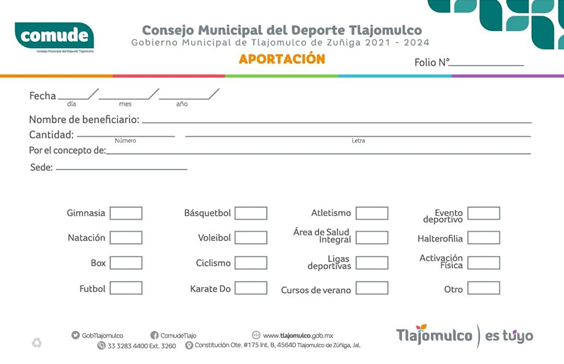 comude
Consejo Municipal del Deporte Tlajomulco
Consejo Municipal del Deporte Tlajomulco
Gobierno Municipal de Tlajomulco de Zuñiga 2021 - 2024
APORTACIÓN
Folio N°
Fecha
día mes año
Nombre de beneficiario:
Cantidad:
Número Letra
Por el concepto de:
Sede:
Gimnasia Básquetbol Atletismo Evento deportivo
Natación Voleibol Área de Salud Integral Halterofilia
Box Ciclismo Ligas deportivas Activación Física
Futbol Karate Do Cursos de verano Otro
GobTlajomulco ComudeTlajo www.tlajomulco.gob.mx
33 3283 4400 Ext. 3260 Constitución Ote. #175 Int. B, 45640 Tlajomulco de Zúñiga, Jal.
Tlajomulco es tuyo